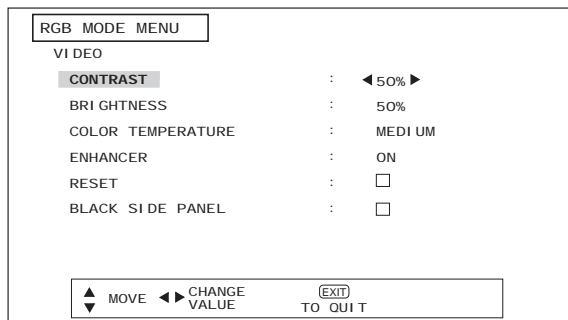 RGB MODE MENU
VIDEO
CONTRAST : ◀50%▶
BRIGHTNESS : 50%
COLOR TEMPERATURE : MEDIUM
ENHANCER : ON
RESET : □
BLACK SIDE PANEL : □
▲▼ MOVE ◀▶ CHANGE VALUE EXIT TO QUIT